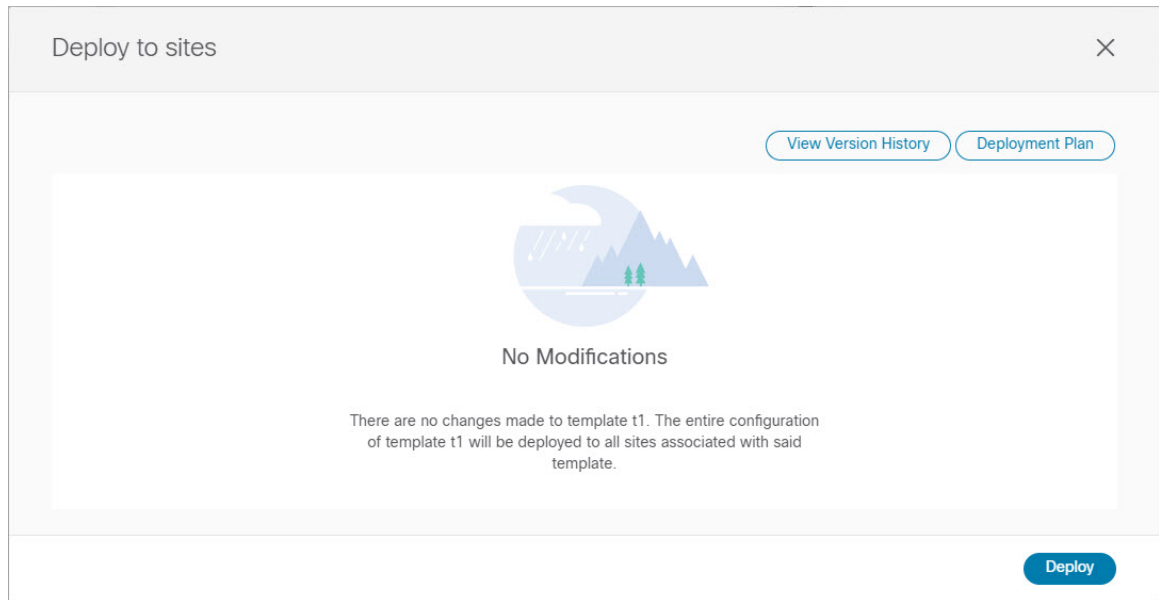 Deploy to sites
View Version History
Deployment Plan
No Modifications
There are no changes made to template t1. The entire configuration
of template t1 will be deployed to all sites associated with said
template.
Deploy